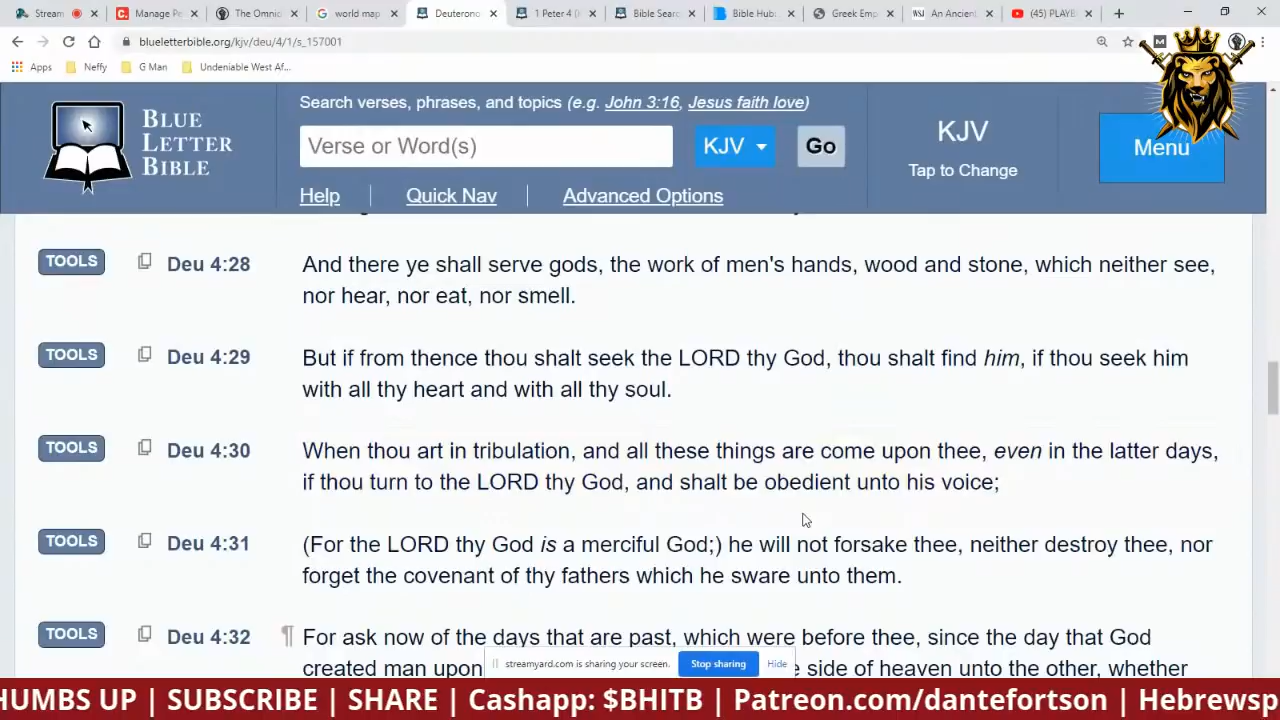 Stream
Manage Pe
The Omnic
world map
Deuterono
1 Peter 4 (
Bible Sear
Bible Hub:
Greek Emp
WSJ
An Ancien
(45) PLAYE
blueletterbible.org/kjv/deu/4/1/s_157001
Apps
Neffy
G Man
Undeniable West Af...
BLUE
LETTER
BIBLE
Search verses, phrases, and topics (e.g. John 3:16, Jesus faith love)
Verse or Word(s)
KJV
Go
Help
Quick Nav
Advanced Options
KJV
Tap to Change
Menu
TOOLS Deu 4:28 And there ye shall serve gods, the work of men's hands, wood and stone, which neither see,
nor hear, nor eat, nor smell.
TOOLS Deu 4:29 But if from thence thou shalt seek the LORD thy God, thou shalt find him, if thou seek him
with all thy heart and with all thy soul.
TOOLS Deu 4:30 When thou art in tribulation, and all these things are come upon thee, even in the latter days,
if thou turn to the LORD thy God, and shalt be obedient unto his voice;
TOOLS Deu 4:31 (For the LORD thy God is a merciful God;) he will not forsake thee, neither destroy thee, nor
forget the covenant of thy fathers which he sware unto them.
TOOLS Deu 4:32 ¶ For ask now of the days that are past, which were before thee, since the day that God
created man upon
side of heaven unto the other, whether
streamyard.com is sharing your screen.
Stop sharing
Hide
HUMBS UP | SUBSCRIBE | SHARE | Cashapp: $BHITB | Patreon.com/dantefortson | Hebrewsp